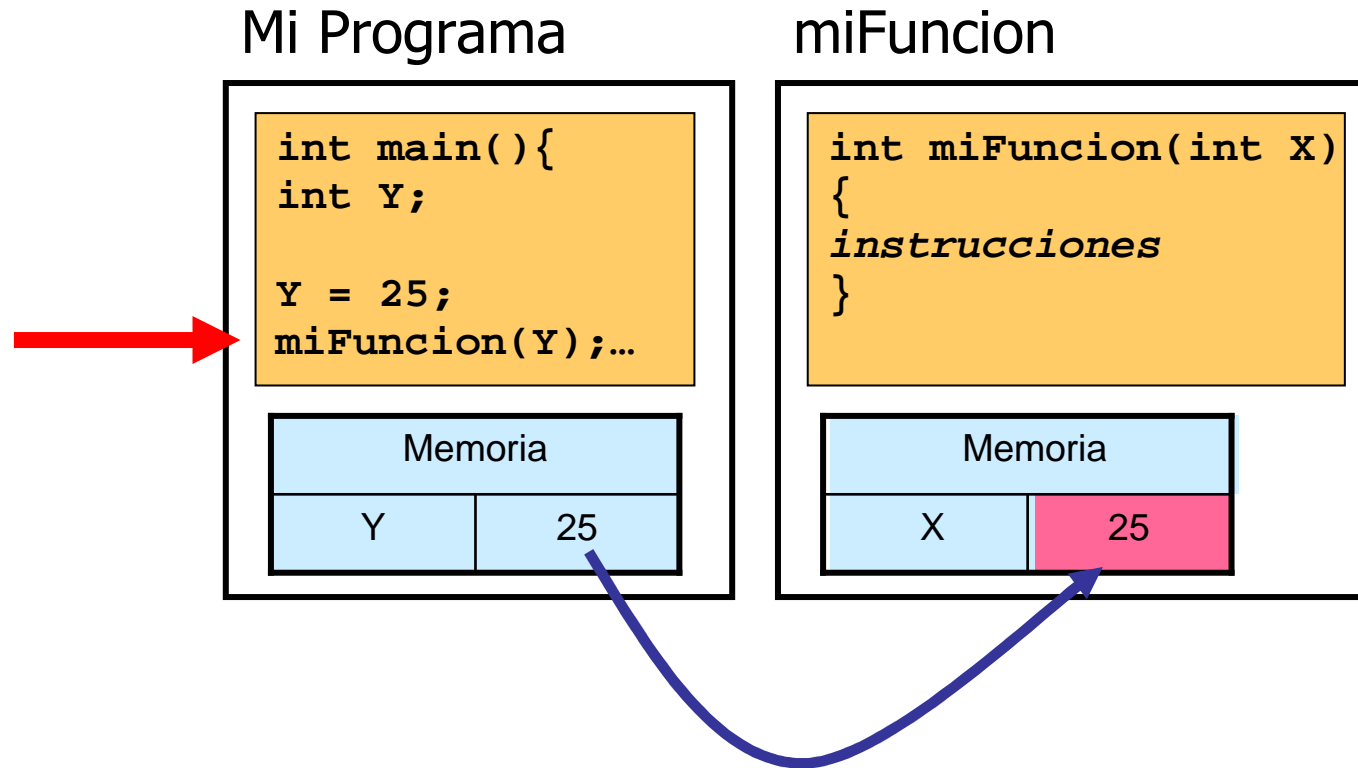 Mi Programa
int main(){
int Y;
Y = 25;
miFuncion(Y);…
Memoria
Y 25
miFuncion
int miFuncion(int X)
{
instrucciones
}
Memoria
X 25